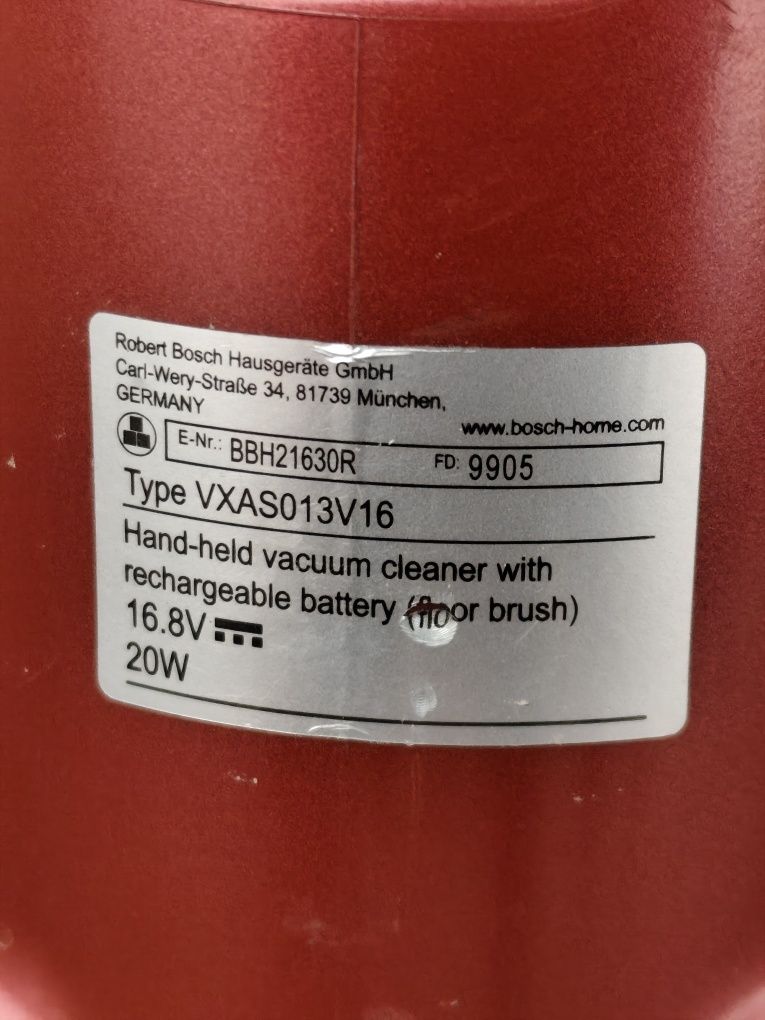 Robert Bosch Hausgeräte GmbH
Carl-Wery-Straße 34, 81739 München,
GERMANY
www.bosch-home.com
E-Nr.: BBH21630R FD: 9905
Type VXAS013V16
Hand-held vacuum cleaner with
rechargeable battery (floor brush)
16.8V
20W